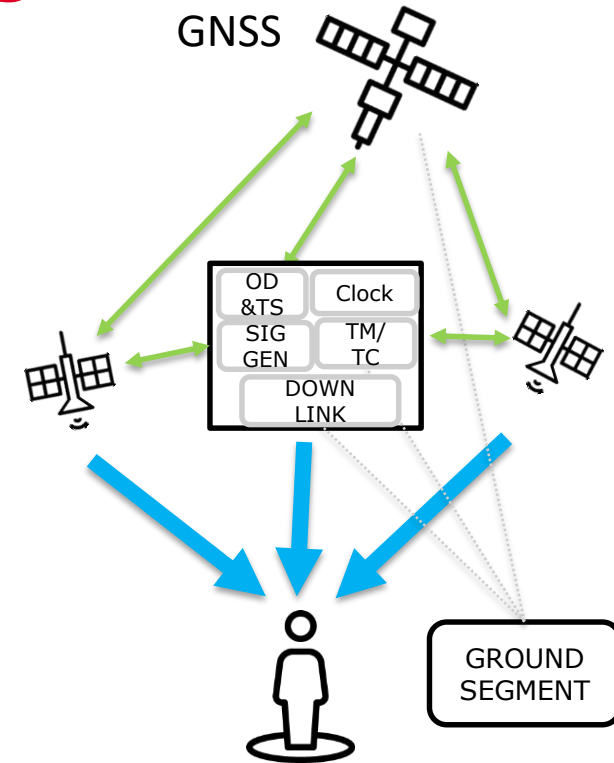 GNSS
OD
&TS
Clock
SIG
GEN
TM/
TC
DOWN
LINK
GROUND
SEGMENT